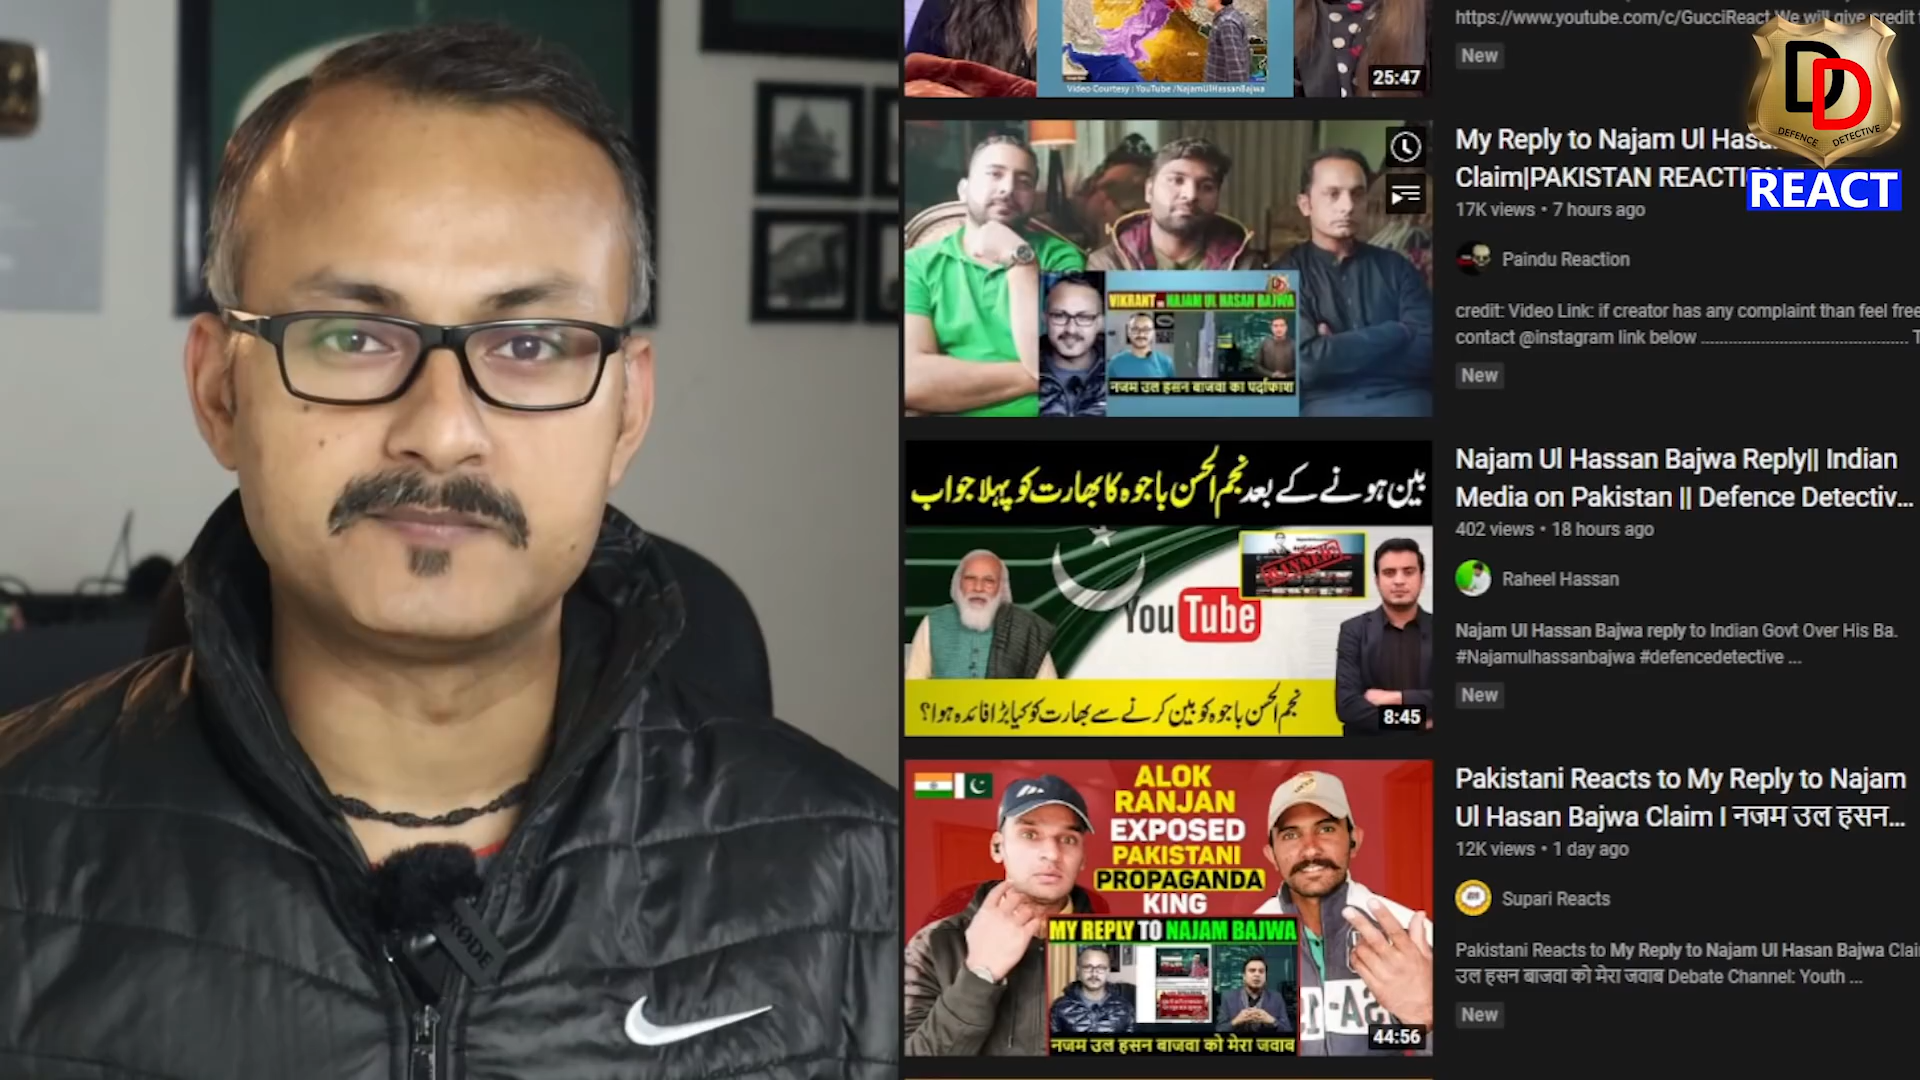 https://www.youtube.com/c/GucciReact We will give credit
New
Video Courtesy : YouTube /NajamUlHassanBajwa
25:47
DD
DEFENCE DETECTIVE
REACT
My Reply to Najam Ul Hasa
Claim|PAKISTAN REACTI
17K views • 7 hours ago
Paindu Reaction
credit: Video Link: if creator has any complaint than feel free
contact @instagram link below
New
VIKRANT vs NAJAM UL HASAN BAJWA
नजम उल हसन बाजवा का पर्दाफाश
بین ہونے کے بعد نجم الحسن باجوہ کا بھارت کو پہلا جواب
BANNED
YouTube
نجم الحسن باجوہ کو بین کرنے سے بھارت کو کیا بڑا فائدہ ہوا؟
8:45
Najam Ul Hassan Bajwa Reply|| Indian
Media on Pakistan || Defence Detectiv...
402 views • 18 hours ago
Raheel Hassan
Najam Ul Hassan Bajwa reply to Indian Govt Over His Ba.
#Najamulhassanbajwa #defencedetective ...
New
ALOK
RANJAN
EXPOSED
PAKISTANI
PROPAGANDA
KING
MY REPLY TO NAJAM BAJWA
नजम उल हसन बाजवा को मेरा जवाब
44:56
Pakistani Reacts to My Reply to Najam
Ul Hasan Bajwa Claim I नजम उल हसन...
12K views • 1 day ago
Supari Reacts
Pakistani Reacts to My Reply to Najam Ul Hasan Bajwa Clai
उल हसन बाजवा को मेरा जवाब Debate Channel: Youth ...
New
RØDE